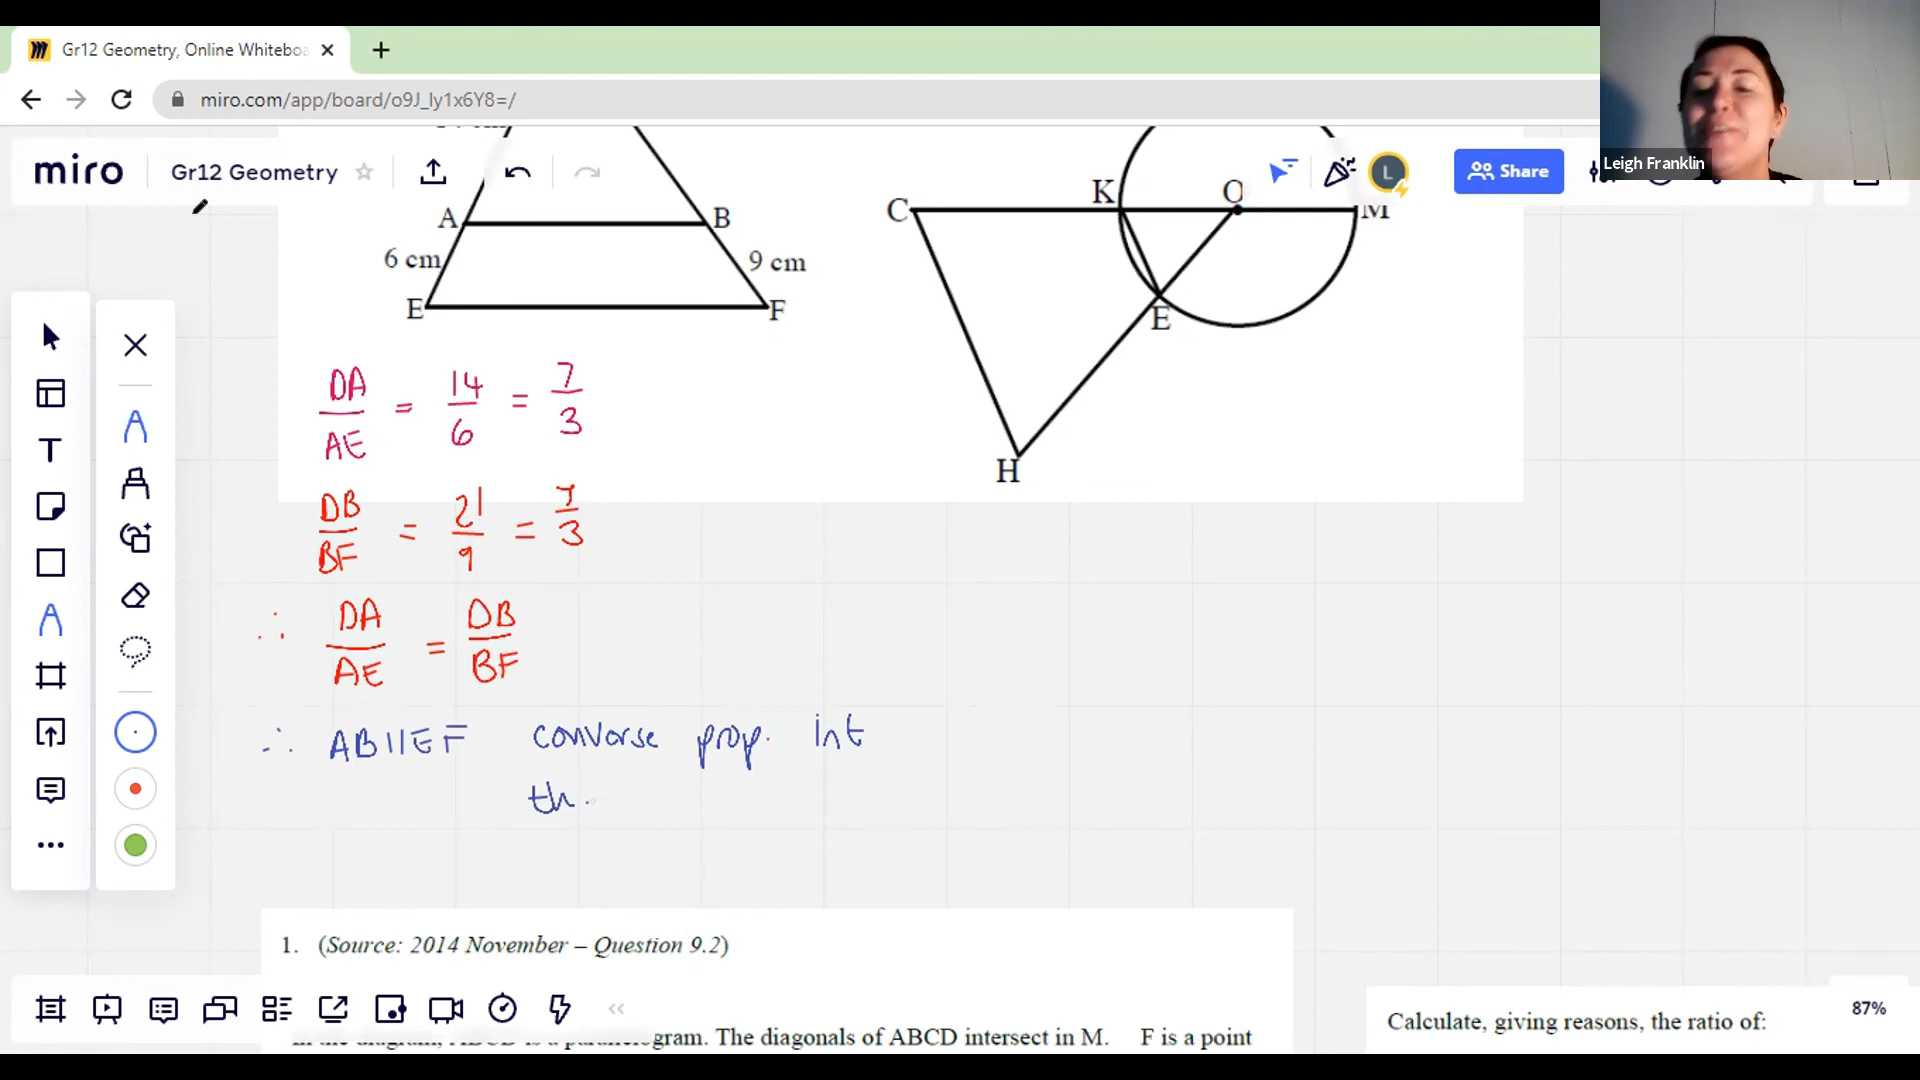 Gr12 Geometry, Online Whiteboa
miro.com/app/board/o9J_ly1x6Y8=/
Leigh Franklin
miro
Gr12 Geometry
L
Share
A
B
6 cm
9 cm
E
F
C
K
O
M
E
H
DA/AE = 14/6 = 7/3
DB/BF = 21/9 = 7/3
∴ DA/AE = DB/BF
∴ AB||EF converse prop. int
th.
1. (Source: 2014 November – Question 9.2)
gram. The diagonals of ABCD intersect in M. F is a point
Calculate, giving reasons, the ratio of:
87%